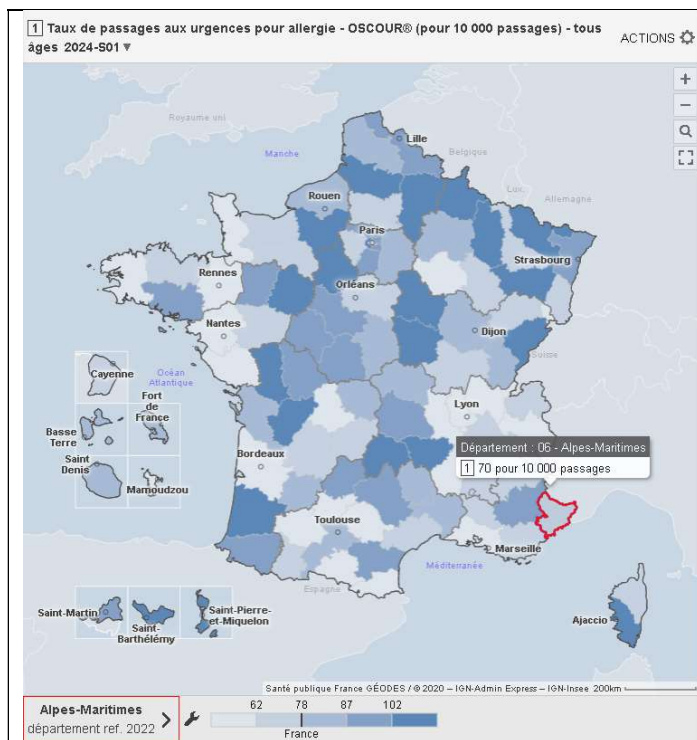 1 Taux de passages aux urgences pour allergie - OSCOUR® (pour 10 000 passages) - tous
âges 2024-S01 ▼
ACTIONS
+
−
Royaume uni
Lille
Belgique
Manche
Lux.
Allemagne
Rouen
Paris
Strasbourg
Rennes
Orléans
Nantes
Dijon
Suisse
Cayenne
Océan
Atlantique
Fort
de
France
Basse
Terre
Lyon
Saint
Denis
Mamoudzou
Bordeaux
Département : 06 - Alpes-Maritimes
1 70 pour 10 000 passages
Toulouse
Marseille
Méditerranée
Espagne
Saint-Martin
Saint-
Barthélémy
Saint-Pierre-
et-Miquelon
Ajaccio
Santé publique France GÉODES / © 2020 – IGN-Admin Express – IGN-Insee 200km
Alpes-Maritimes
département ref. 2022
62 78 87 102
France